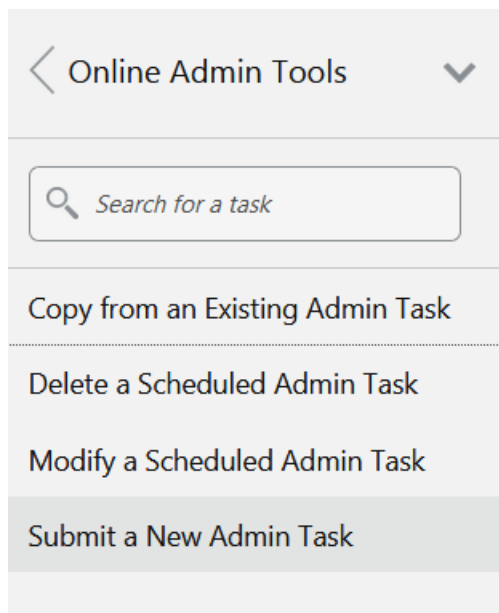 Online Admin Tools
Search for a task
Copy from an Existing Admin Task
Delete a Scheduled Admin Task
Modify a Scheduled Admin Task
Submit a New Admin Task